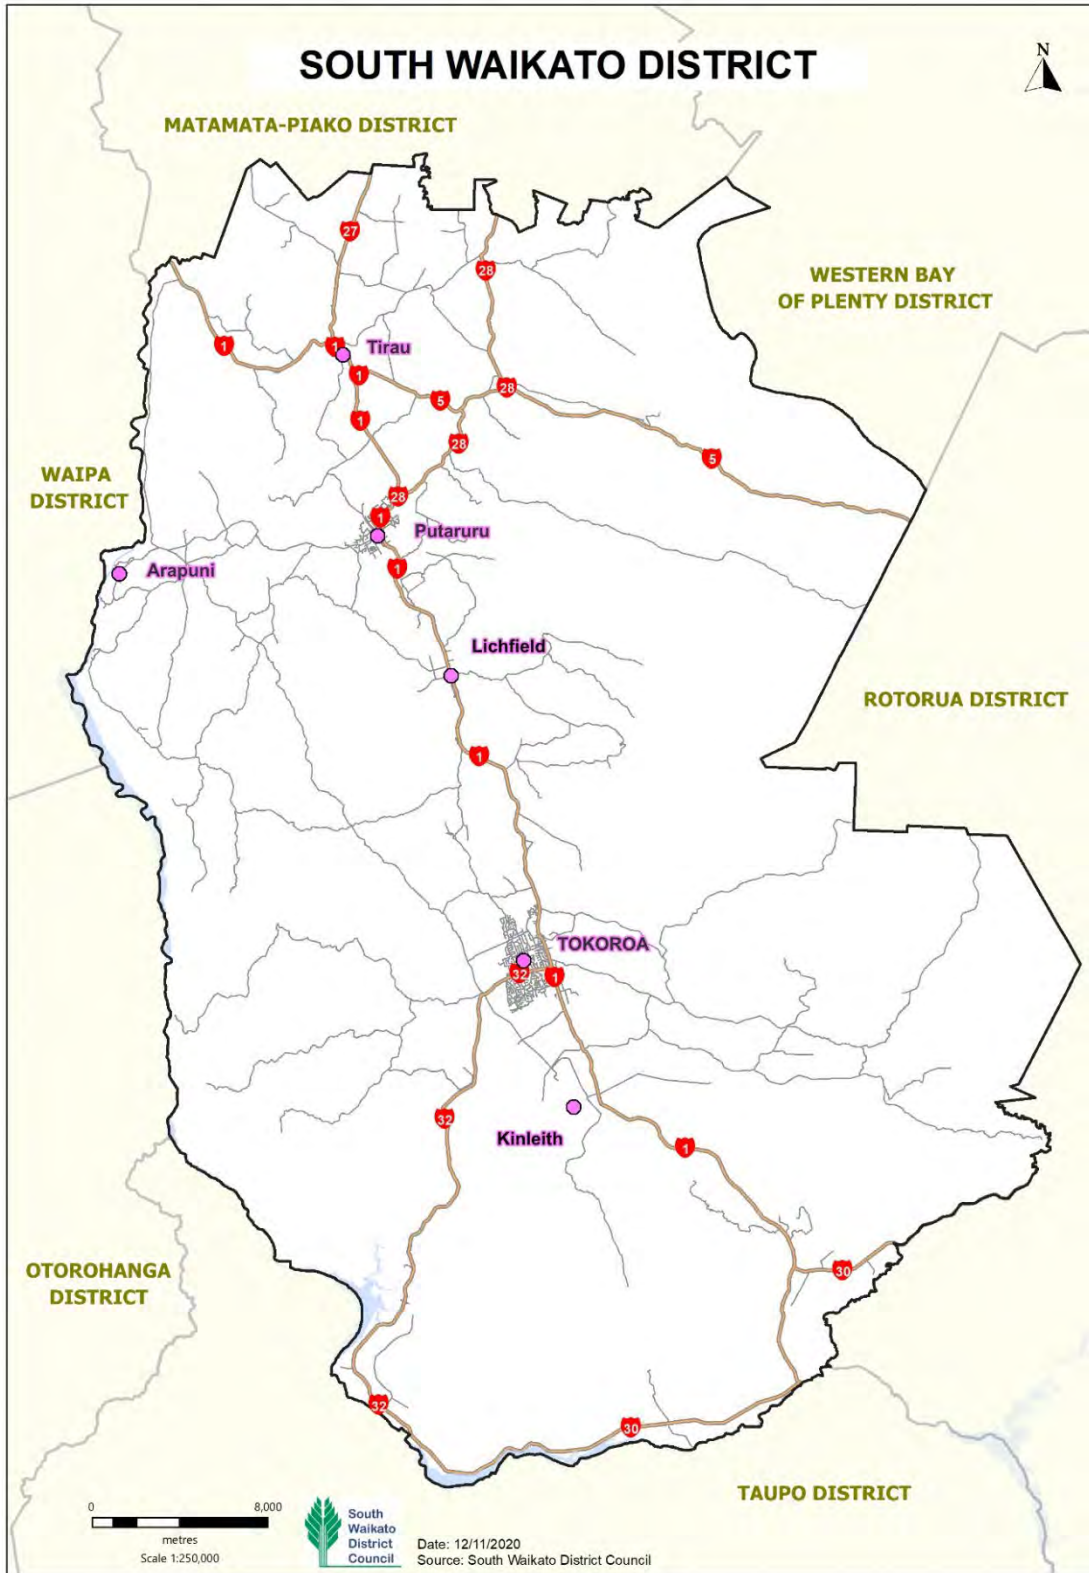 SOUTH WAIKATO DISTRICT
N
MATAMATA-PIAKO DISTRICT
27
28
WESTERN BAY
OF PLENTY DISTRICT
1
1
Tirau
1
28
5
1
28
5
WAIPA
DISTRICT
28
1
Putaruru
1
Arapuni
Lichfield
ROTORUA DISTRICT
1
TOKOROA
32
1
32
Kinleith
1
OTOROHANGA
DISTRICT
30
32
30
TAUPO DISTRICT
0
8,000
metres
Scale 1:250,000
South
Waikato
District
Council
Date: 12/11/2020
Source: South Waikato District Council